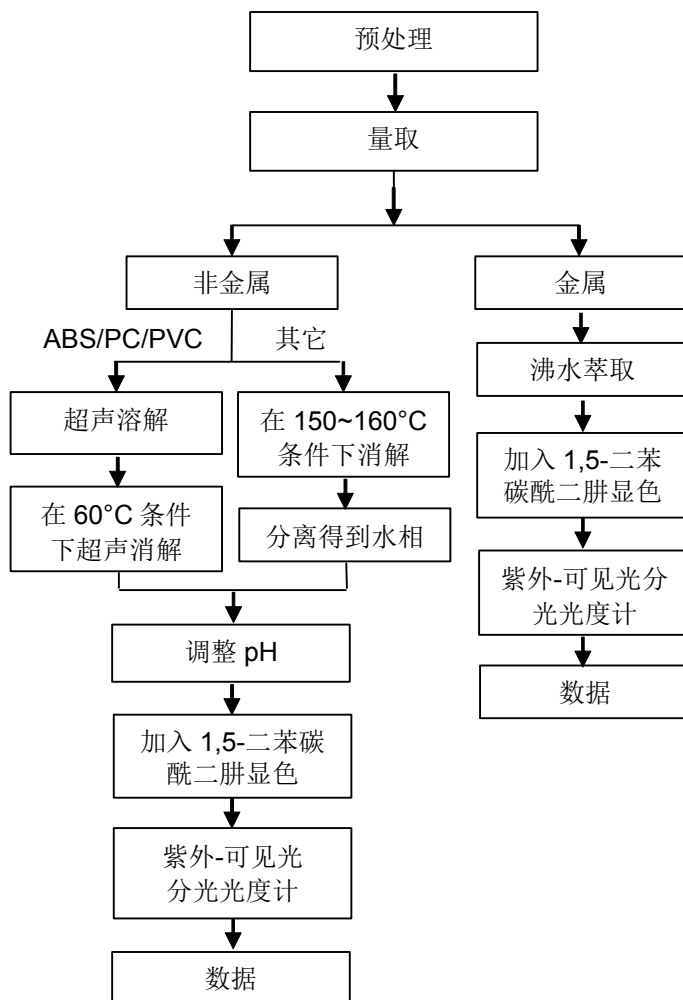 预处理
量取
非金属
金属
ABS/PC/PVC
其它
沸水萃取
超声溶解
在 150~160°C
条件下消解
加入 1,5-二苯
碳酰二肼显色
在 60°C 条件
下超声消解
分离得到水相
紫外-可见光分
光光度计
调整 pH
数据
加入 1,5-二苯碳
酰二肼显色
紫外-可见光
分光光度计
数据